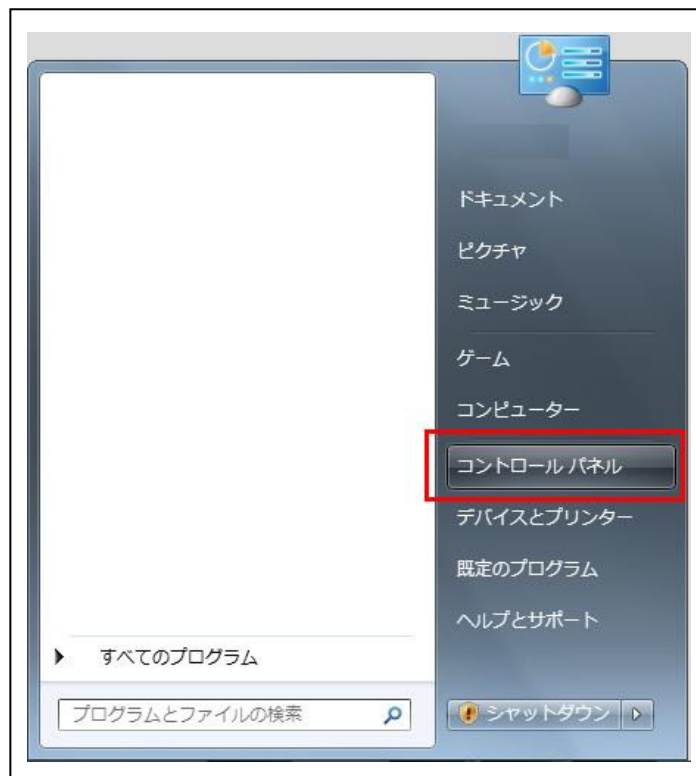 ドキュメント
ピクチャ
ミュージック
ゲーム
コンピューター
コントロール パネル
デバイスとプリンター
既定のプログラム
ヘルプとサポート
すべてのプログラム
プログラムとファイルの検索
シャットダウン